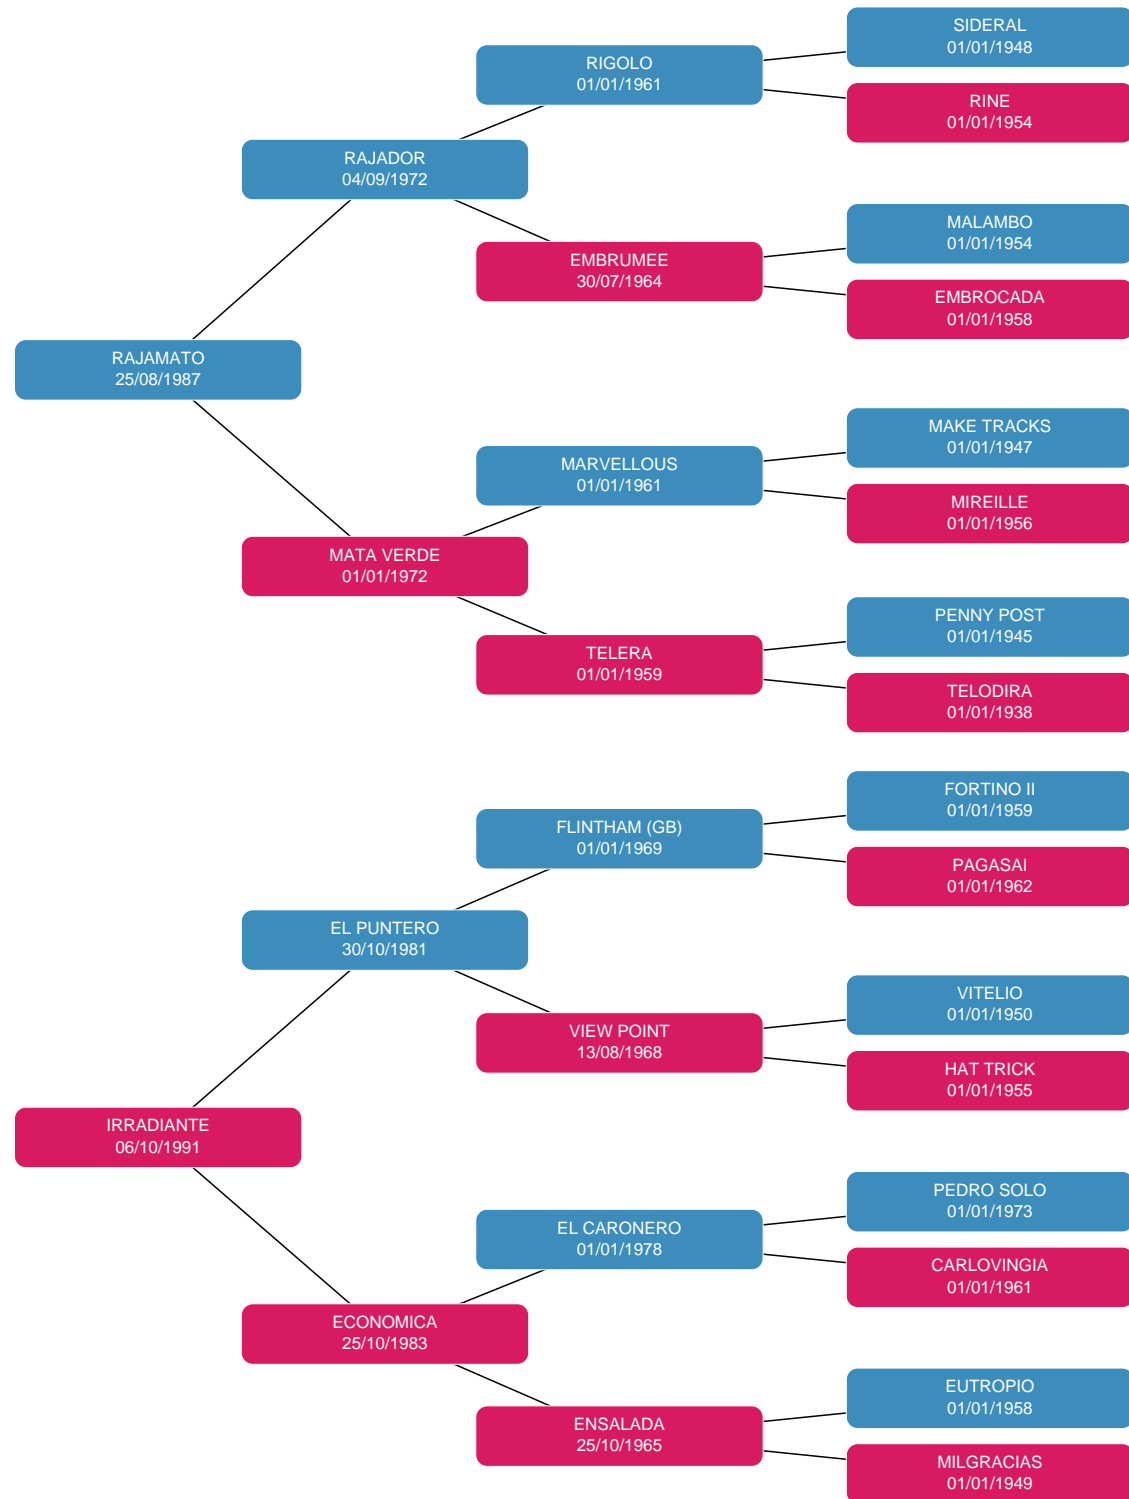 SIDERAL
01/01/1948
RIGOLO
01/01/1961
RINE
01/01/1954
RAJADOR
04/09/1972
MALAMBO
01/01/1954
EMBRUMEE
30/07/1964
EMBROCADA
01/01/1958
RAJAMATO
25/08/1987
MAKE TRACKS
01/01/1947
MARVELLOUS
01/01/1961
MIREILLE
01/01/1956
MATA VERDE
01/01/1972
PENNY POST
01/01/1945
TELERA
01/01/1959
TELODIRA
01/01/1938
FORTINO II
01/01/1959
FLINTHAM (GB)
01/01/1969
PAGASAI
01/01/1962
EL PUNTERO
30/10/1981
VITELIO
01/01/1950
VIEW POINT
13/08/1968
HAT TRICK
01/01/1955
IRRADIANTE
06/10/1991
PEDRO SOLO
01/01/1973
EL CARONERO
01/01/1978
CARLOVINGIA
01/01/1961
ECONOMICA
25/10/1983
EUTROPIO
01/01/1958
ENSALADA
25/10/1965
MILGRACIAS
01/01/1949